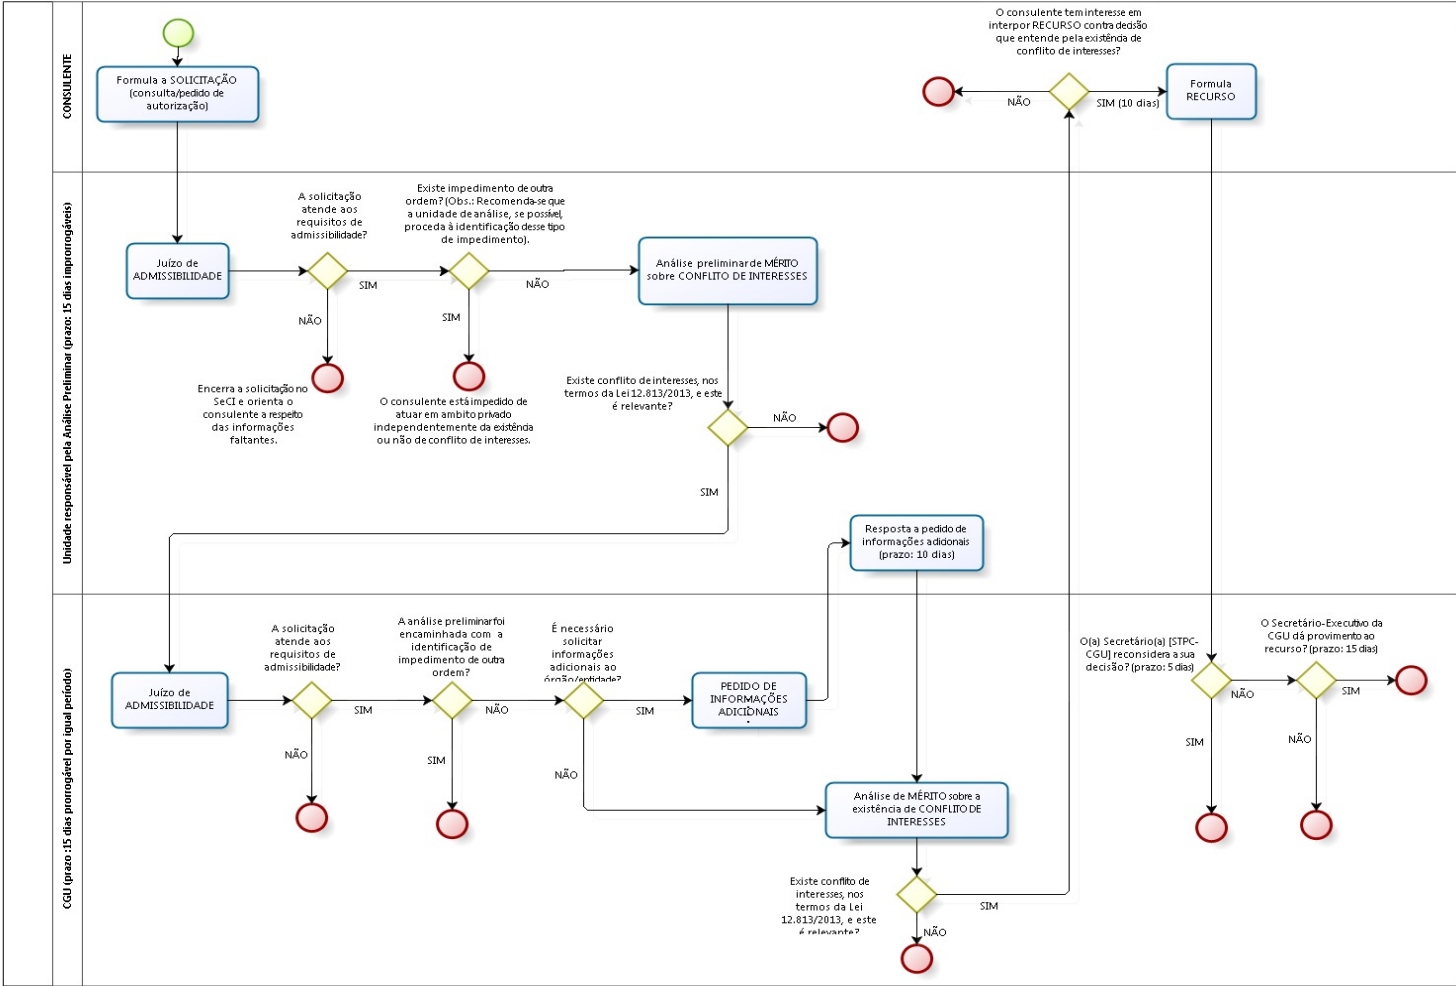 CONSULENTE
Formula a SOLICITAÇÃO
(consulta/pedido de
autorização)
O consulente tem interesse em
interpor RECURSO contra decisão
que entende pela existência de
conflito de interesses?
NÃO
SIM (10 dias)
Formula
RECURSO
Unidade responsável pela Análise Preliminar (prazo: 15 dias improrrogáveis)
Juízo de
ADMISSIBILIDADE
A solicitação
atende aos
requisitos de
admissibilidade?
SIM
NÃO
Encerra a solicitação no
SeCI e orienta o
consulente a respeito
das informações
faltantes.
Existe impedimento de outra
ordem? (Obs.: Recomenda-se que
a unidade de análise, se possível,
proceda à identificação desse tipo
de impedimento).
NÃO
SIM
O consulente está impedido de
atuar em ambito privado
independentemente da existência
ou não de conflito de interesses.
Análise preliminar de MÉRITO
sobre CONFLITO DE INTERESSES
Existe conflito de interesses, nos
termos da Lei 12.813/2013, e este
é relevante?
NÃO
SIM
Resposta a pedido de
informações adicionais
(prazo: 10 dias)
CGU (prazo :15 dias prorrogável por igual período)
Juízo de
ADMISSIBILIDADE
A solicitação
atende aos
requisitos de
admissibilidade?
SIM
NÃO
A análise preliminar foi
encaminhada com a
identificação de
impedimento de outra
ordem?
NÃO
SIM
É necessário
solicitar
informações
adicionais ao
órgão/entidade?
SIM
NÃO
PEDIDO DE
INFORMAÇÕES
ADICIONAIS
Análise de MÉRITO sobre a
existência de CONFLITO DE
INTERESSES
Existe conflito de
interesses, nos
termos da Lei
12.813/2013, e este
é relevante?
SIM
NÃO
O(a) Secretário(a) [STPC-
CGU] reconsidera a sua
decisão? (prazo: 5 dias)
NÃO
SIM
O Secretário-Executivo da
CGU dá provimento ao
recurso? (prazo: 15 dias)
SIM
NÃO